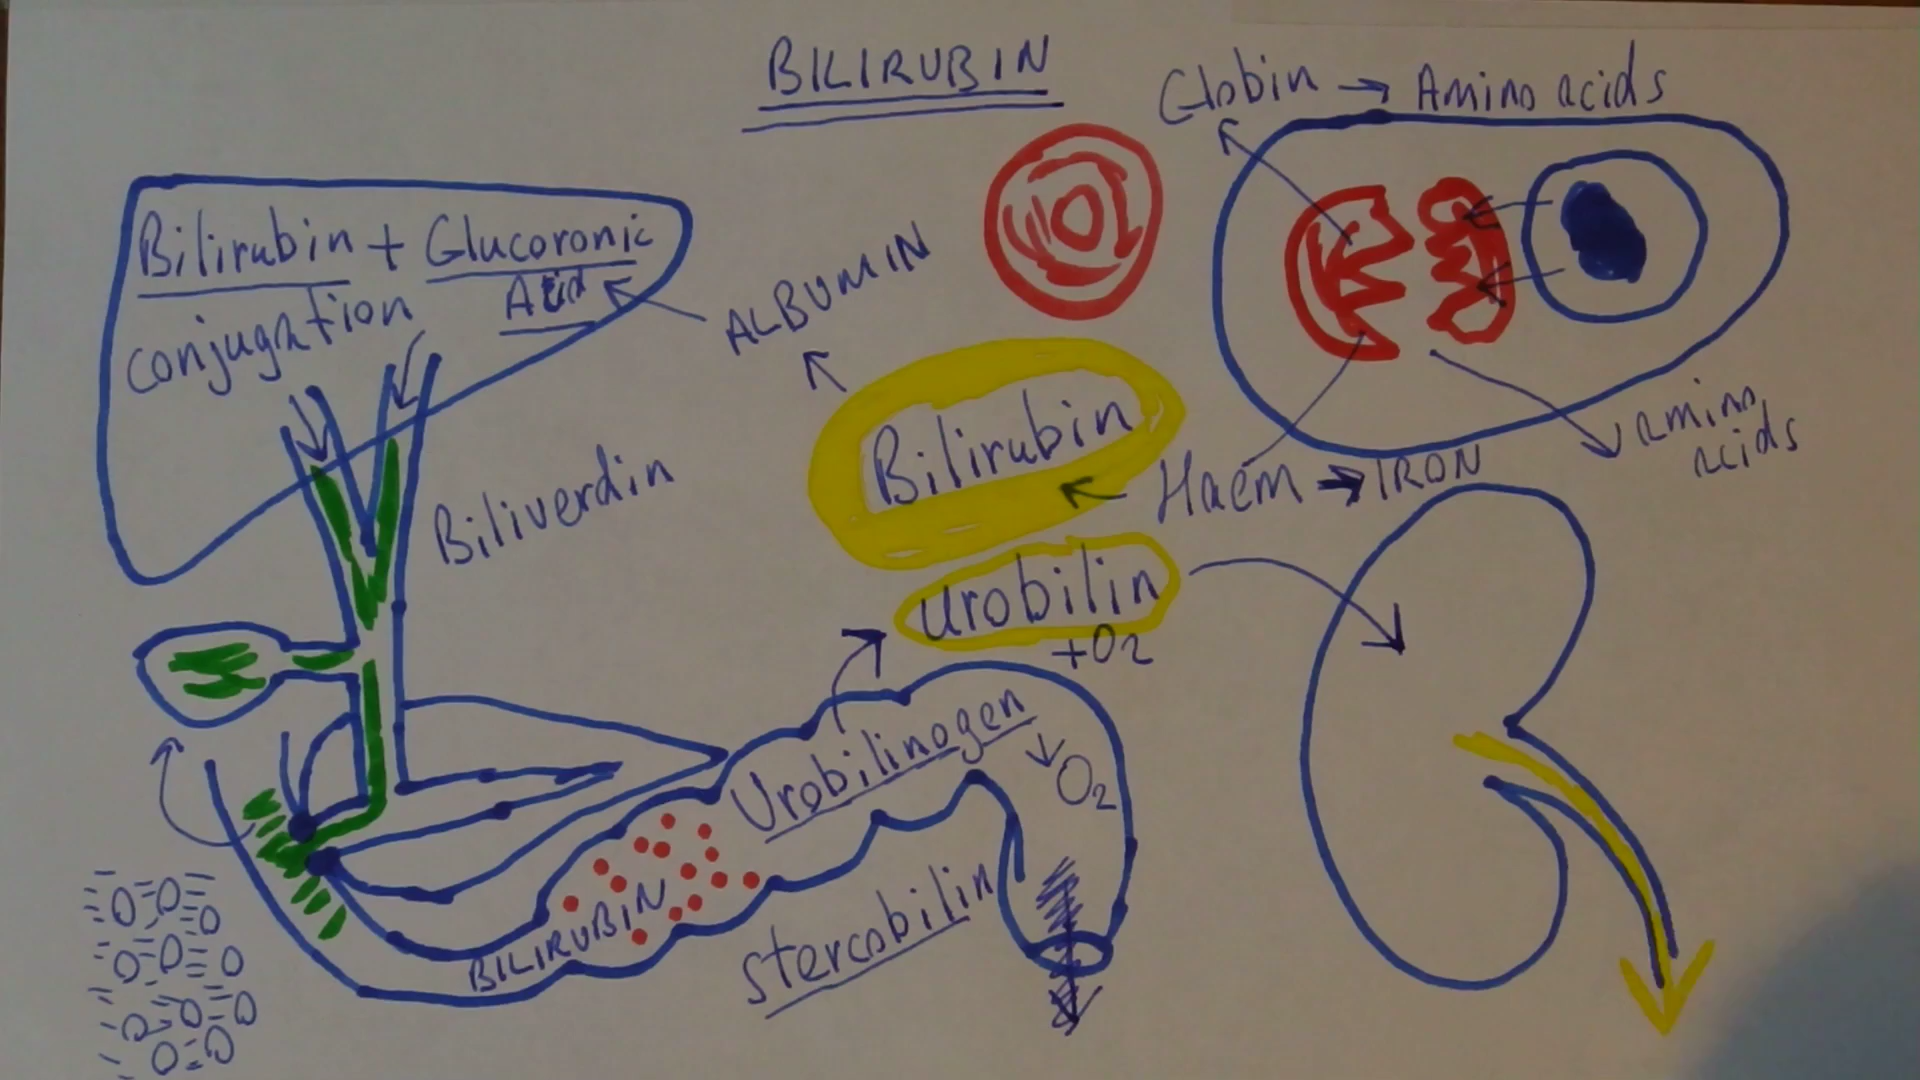 BILIRUBIN
Globin → Amino acids
Bilirubin + Glucoronic
Acid
conjugation
ALBUMIN
Bilirubin
Haem → IRON
amino
acids
Biliverdin
urobilin
+O2
Urobilinogen
O2
BILIRUBIN
stercobilin